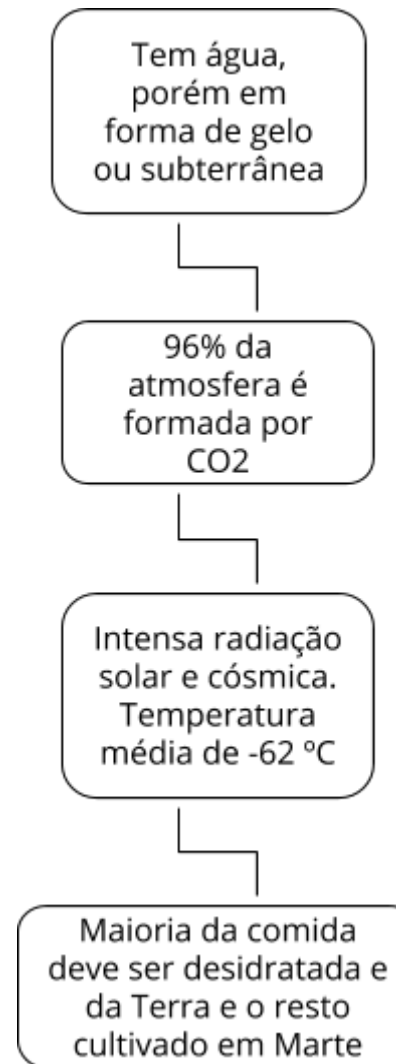 Tem água,
porém em
forma de gelo
ou subterrânea
96% da
atmosfera é
formada por
CO2
Intensa radiação
solar e cósmica.
Temperatura
média de -62 ºC
Maioria da comida
deve ser desidratada e
da Terra e o resto
cultivado em Marte